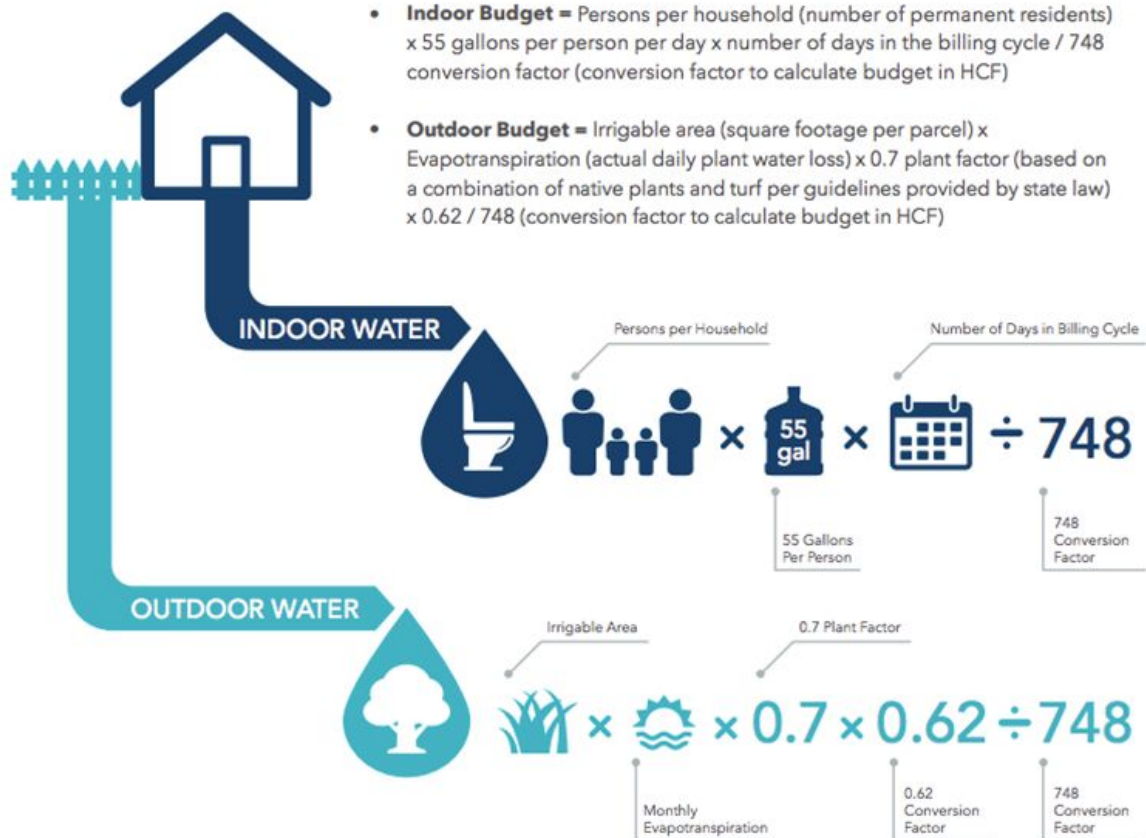 • Indoor Budget = Persons per household (number of permanent residents)
x 55 gallons per person per day x number of days in the billing cycle / 748
conversion factor (conversion factor to calculate budget in HCF)
• Outdoor Budget = Irrigable area (square footage per parcel) x
Evapotranspiration (actual daily plant water loss) x 0.7 plant factor (based on
a combination of native plants and turf per guidelines provided by state law)
x 0.62 / 748 (conversion factor to calculate budget in HCF)
INDOOR WATER
Persons per Household
Number of Days in Billing Cycle
× 55 gal × ÷ 748
55 Gallons
Per Person
748
Conversion
Factor
OUTDOOR WATER
Irrigable Area
0.7 Plant Factor
× × 0.7 × 0.62 ÷ 748
Monthly
Evapotranspiration
0.62
Conversion
Factor
748
Conversion
Factor